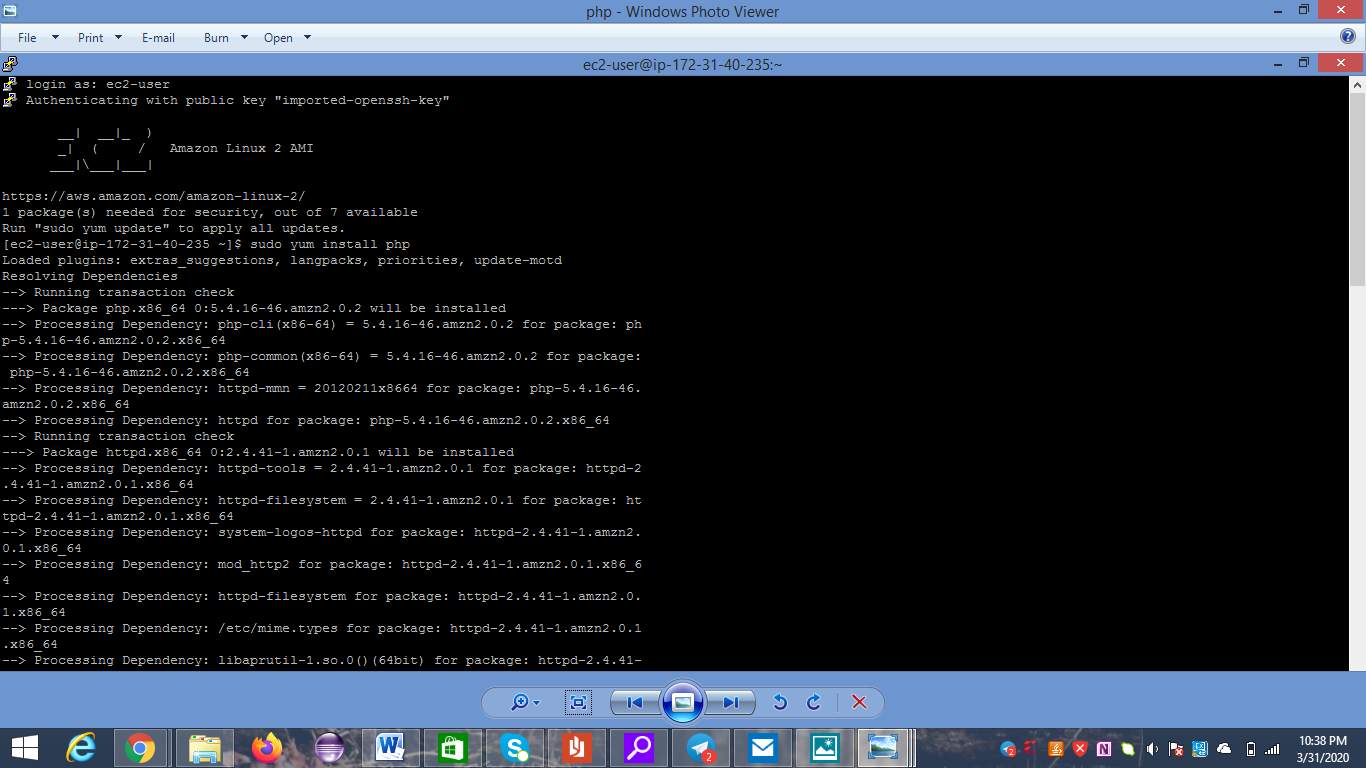 php - Windows Photo Viewer
File Print E-mail Burn Open
ec2-user@ip-172-31-40-235:~
login as: ec2-user
Authenticating with public key "imported-openssh-key"
__|  __|_  )
_|  (     /   Amazon Linux 2 AMI
___|\___|___|
https://aws.amazon.com/amazon-linux-2/
1 package(s) needed for security, out of 7 available
Run "sudo yum update" to apply all updates.
[ec2-user@ip-172-31-40-235 ~]$ sudo yum install php
Loaded plugins: extras_suggestions, langpacks, priorities, update-motd
Resolving Dependencies
--> Running transaction check
---> Package php.x86_64 0:5.4.16-46.amzn2.0.2 will be installed
--> Processing Dependency: php-cli(x86-64) = 5.4.16-46.amzn2.0.2 for package: ph
p-5.4.16-46.amzn2.0.2.x86_64
--> Processing Dependency: php-common(x86-64) = 5.4.16-46.amzn2.0.2 for package:
php-5.4.16-46.amzn2.0.2.x86_64
--> Processing Dependency: httpd-mmn = 20120211x8664 for package: php-5.4.16-46.
amzn2.0.2.x86_64
--> Processing Dependency: httpd for package: php-5.4.16-46.amzn2.0.2.x86_64
--> Running transaction check
---> Package httpd.x86_64 0:2.4.41-1.amzn2.0.1 will be installed
--> Processing Dependency: httpd-tools = 2.4.41-1.amzn2.0.1 for package: httpd-2
.4.41-1.amzn2.0.1.x86_64
--> Processing Dependency: httpd-filesystem = 2.4.41-1.amzn2.0.1 for package: ht
tpd-2.4.41-1.amzn2.0.1.x86_64
--> Processing Dependency: system-logos-httpd for package: httpd-2.4.41-1.amzn2.
0.1.x86_64
--> Processing Dependency: mod_http2 for package: httpd-2.4.41-1.amzn2.0.1.x86_6
4
--> Processing Dependency: httpd-filesystem for package: httpd-2.4.41-1.amzn2.0.
1.x86_64
--> Processing Dependency: /etc/mime.types for package: httpd-2.4.41-1.amzn2.0.1
.x86_64
--> Processing Dependency: libaprutil-1.so.0()(64bit) for package: httpd-2.4.41-
10:38 PM
3/31/2020